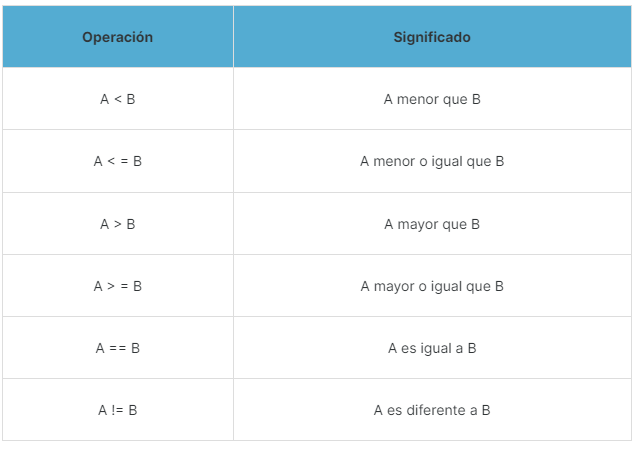 Operación Significado
A < B A menor que B
A < = B A menor o igual que B
A > B A mayor que B
A > = B A mayor o igual que B
A == B A es igual a B
A != B A es diferente a B